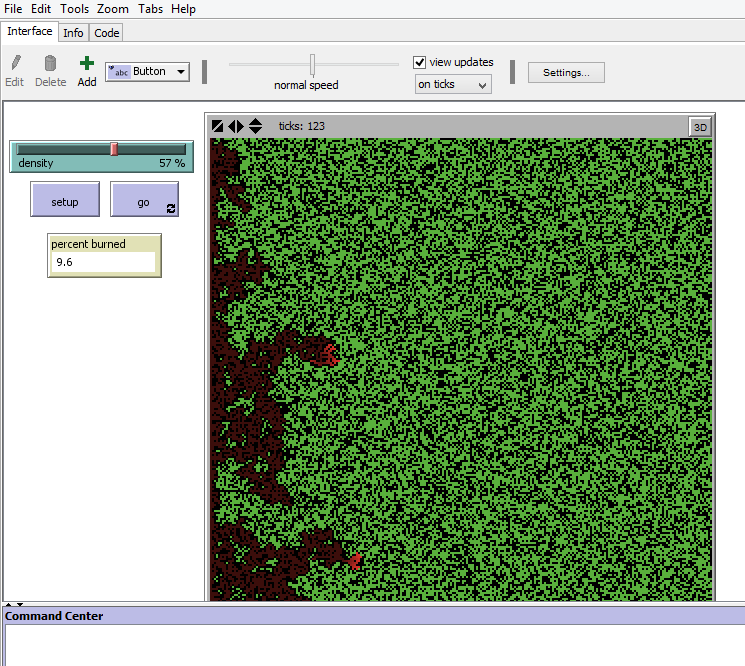 File Edit Tools Zoom Tabs Help
Interface Info Code
Edit Delete Add abc Button normal speed view updates on ticks Settings...
ticks: 123 3D
density 57 %
setup go
percent burned
9.6
Command Center